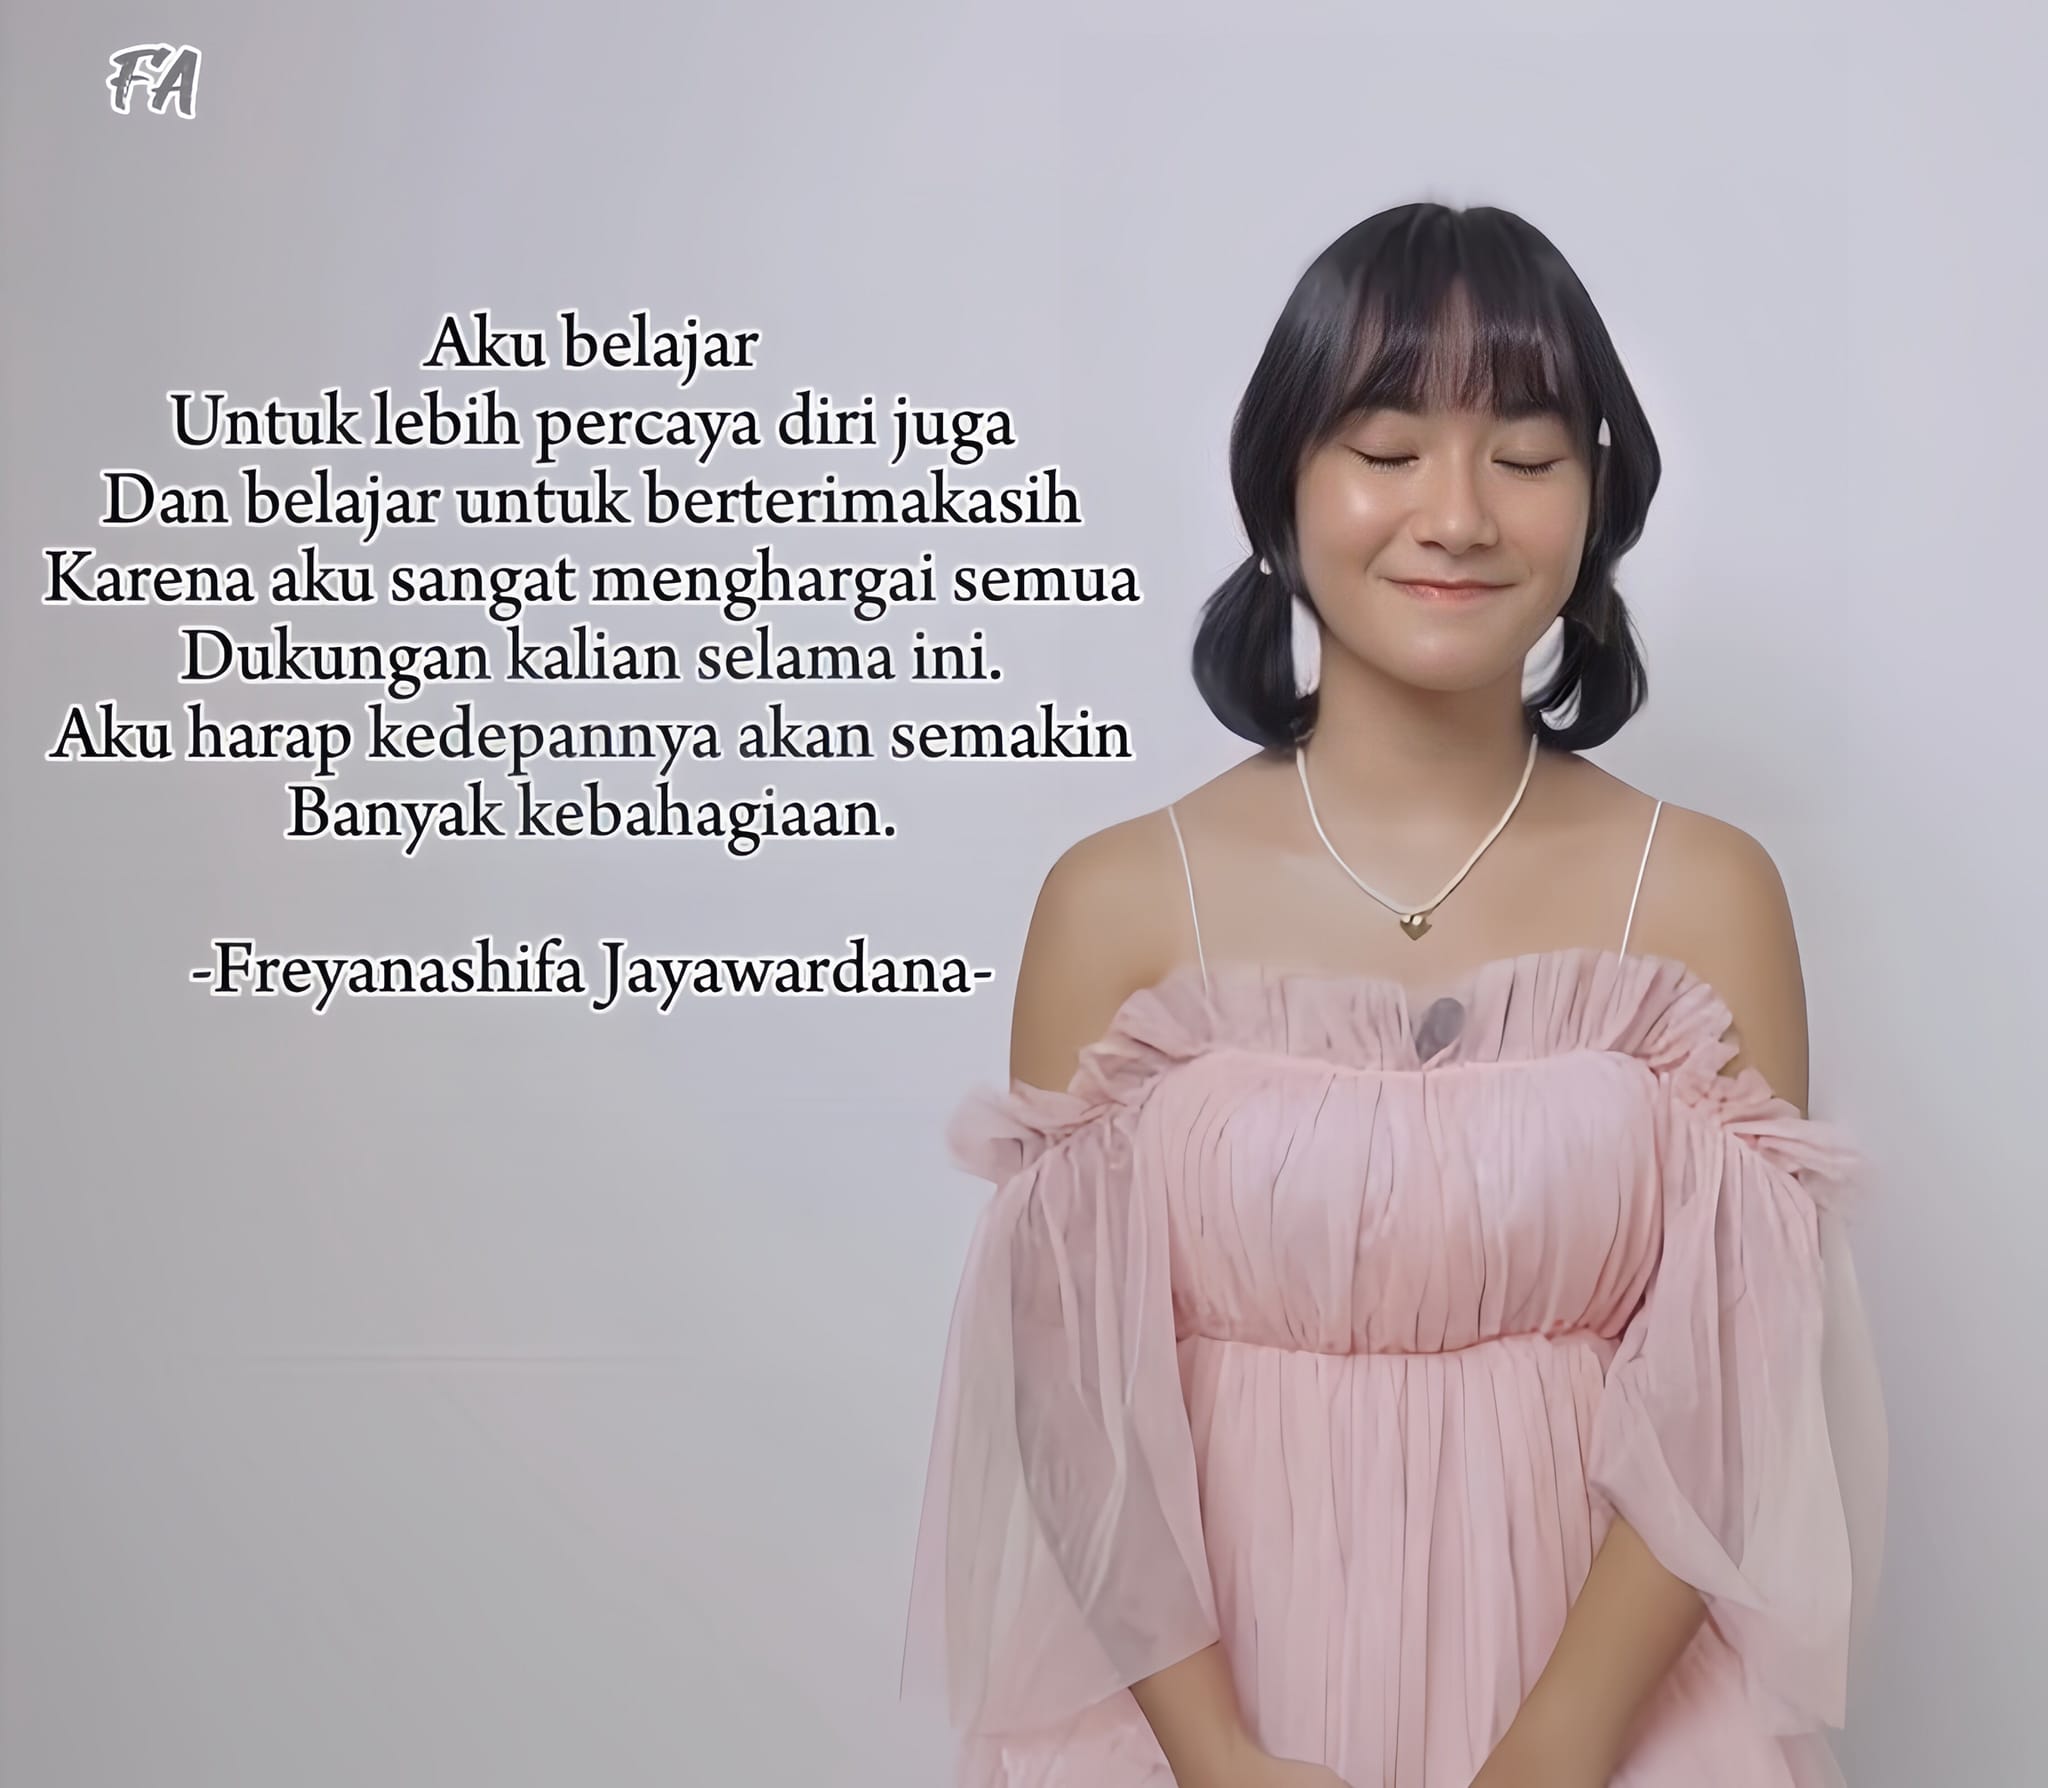 FA
Aku belajar
Untuk lebih percaya diri juga
Dan belajar untuk berterimakasih
Karena aku sangat menghargai semua
Dukungan kalian selama ini.
Aku harap kedepannya akan semakin
Banyak kebahagiaan.
-Freyanashifa Jayawardana-